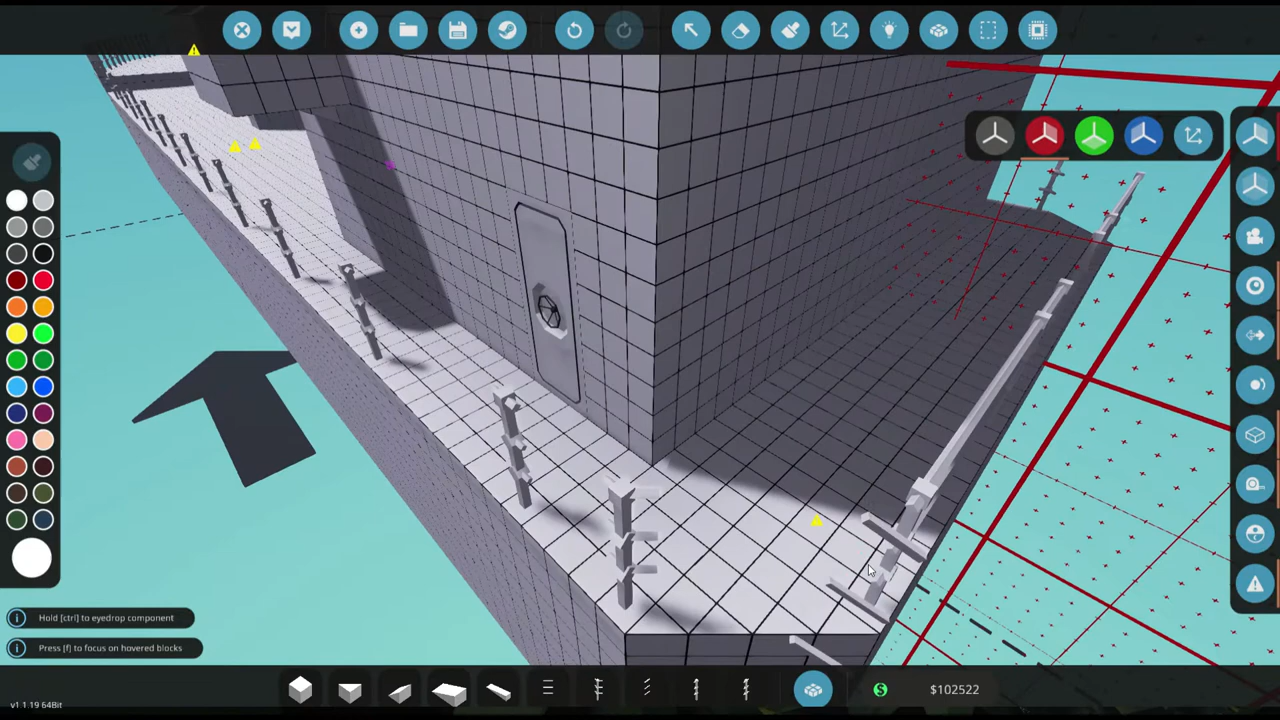 Hold [ctrl] to eyedrop component
Press [f] to focus on hovered blocks
$ $102522
v1.1.19 64Bit